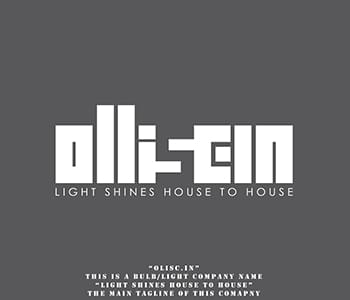 olliscin
LIGHT SHINES HOUSE TO HOUSE
"OLISC.IN"
THIS IS A BULB/LIGHT COMPANY NAME
"LIGHT SHINES HOUSE TO HOUSE"
THE MAIN TAGLINE OF THIS COMAPNY